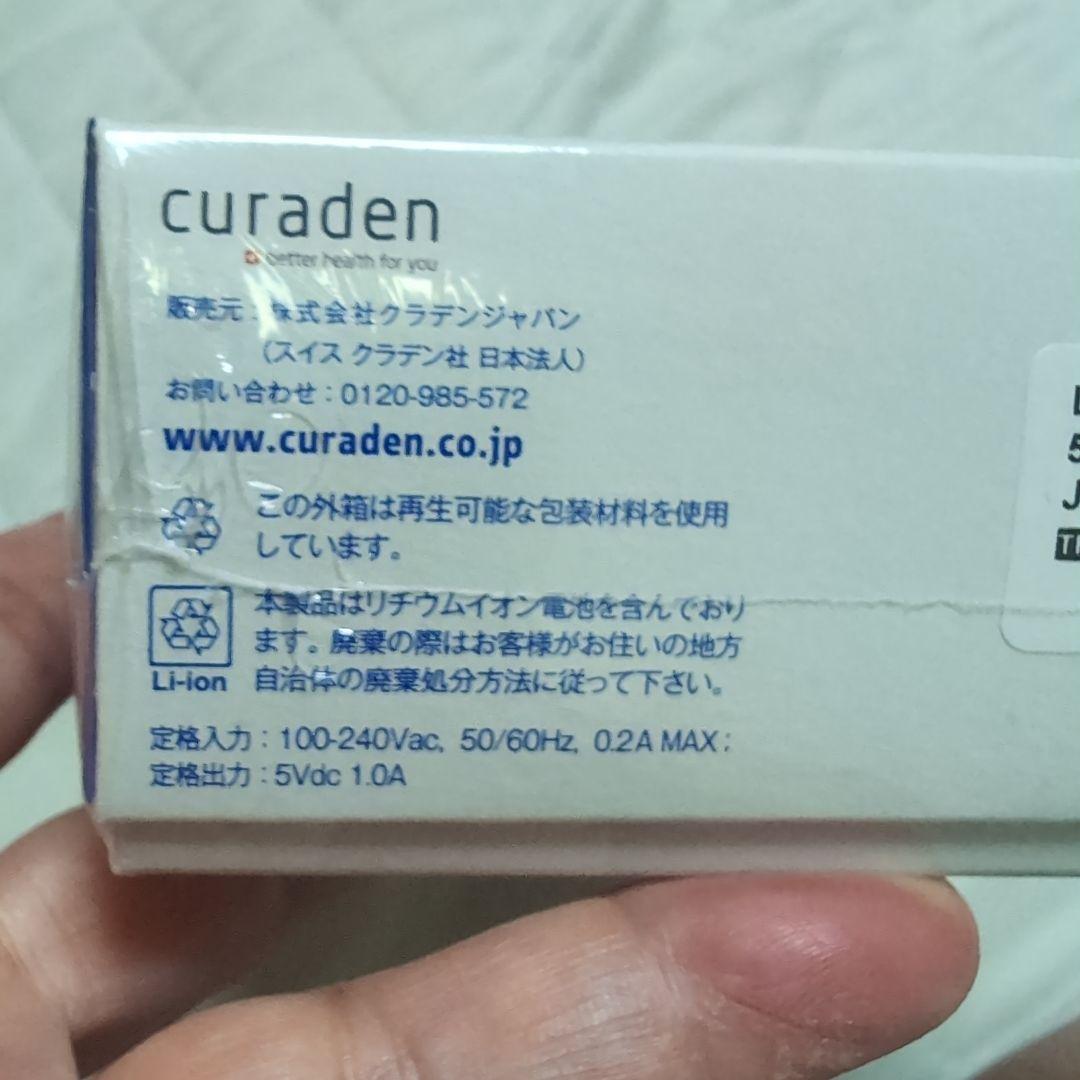 curaden
better health for you
販売元：株式会社クラデンジャパン
（スイス クラデン社 日本法人）
お問い合わせ：0120-985-572
www.curaden.co.jp
この外箱は再生可能な包装材料を使用
しています。
本製品はリチウムイオン電池を含んでおり
ます。廃棄の際はお客様がお住いの地方
自治体の廃棄処分方法に従って下さい。
Li-ion
定格入力：100-240Vac, 50/60Hz, 0.2A MAX；
定格出力：5Vdc 1.0A
5
J